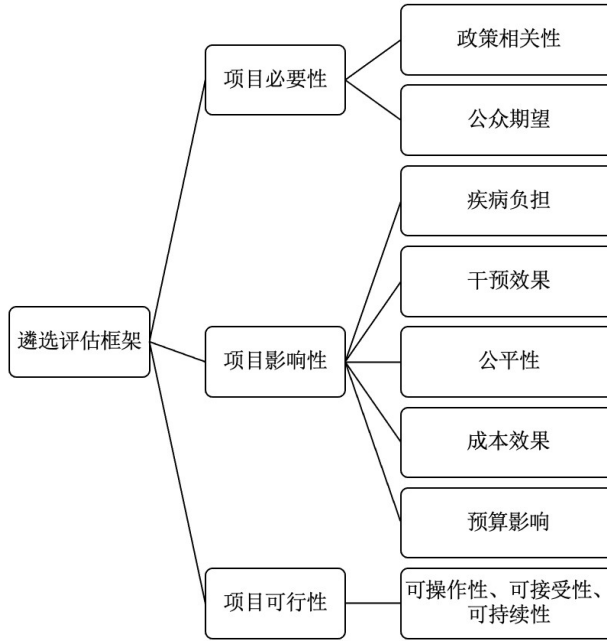 遴选评估框架
项目必要性
政策相关性
公众期望
项目影响性
疾病负担
干预效果
公平性
成本效果
预算影响
项目可行性
可操作性、可接受性、
可持续性